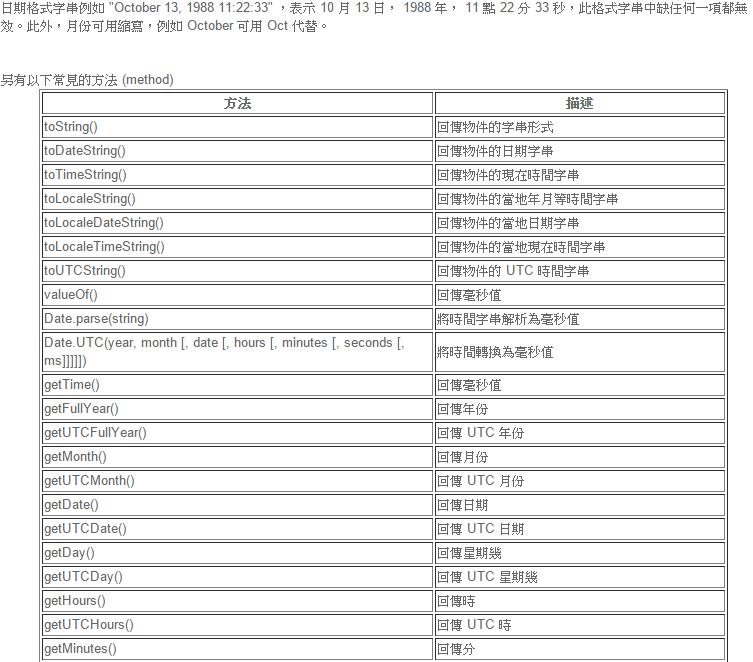 日期格式字串例如 "October 13, 1988 11:22:33" ，表示 10 月 13 日， 1988 年， 11 點 22 分 33 秒，此格式字串中缺任何一項都無
效。此外，月份可用縮寫，例如 October 可用 Oct 代替。
另有以下常見的方法 (method)
方法 描述
toString() 回傳物件的字串形式
toDateString() 回傳物件的日期字串
toTimeString() 回傳物件的現在時間字串
toLocaleString() 回傳物件的當地年月等時間字串
toLocaleDateString() 回傳物件的當地日期字串
toLocaleTimeString() 回傳物件的當地現在時間字串
toUTCString() 回傳物件的 UTC 時間字串
valueOf() 回傳毫秒值
Date.parse(string) 將時間字串解析為毫秒值
Date.UTC(year, month [, date [, hours [, minutes [, seconds [,
ms]]]]]) 將時間轉換為毫秒值
getTime() 回傳毫秒值
getFullYear() 回傳年份
getUTCFullYear() 回傳 UTC 年份
getMonth() 回傳月份
getUTCMonth() 回傳 UTC 月份
getDate() 回傳日期
getUTCDate() 回傳 UTC 日期
getDay() 回傳星期幾
getUTCDay() 回傳 UTC 星期幾
getHours() 回傳時
getUTCHours() 回傳 UTC 時
getMinutes() 回傳分